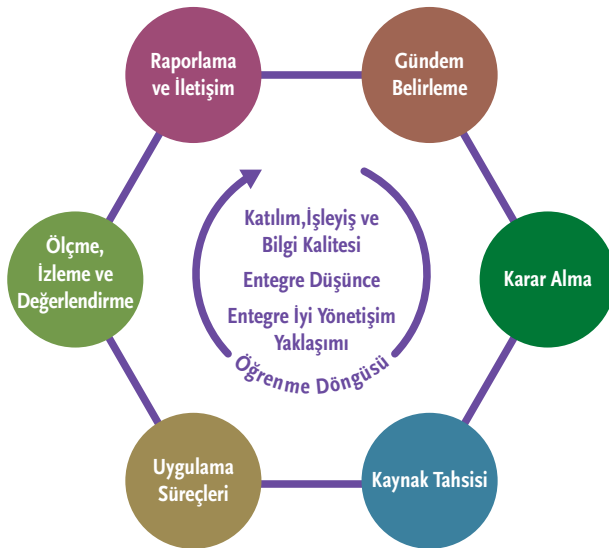 Raporlama
ve İletişim
Gündem
Belirleme
Ölçme,
İzleme ve
Değerlendirme
Katılım,İşleyiş ve
Bilgi Kalitesi
Entegre Düşünce
Entegre İyi Yönetişim
Yaklaşımı
Öğrenme Döngüsü
Karar Alma
Uygulama
Süreçleri
Kaynak Tahsisi